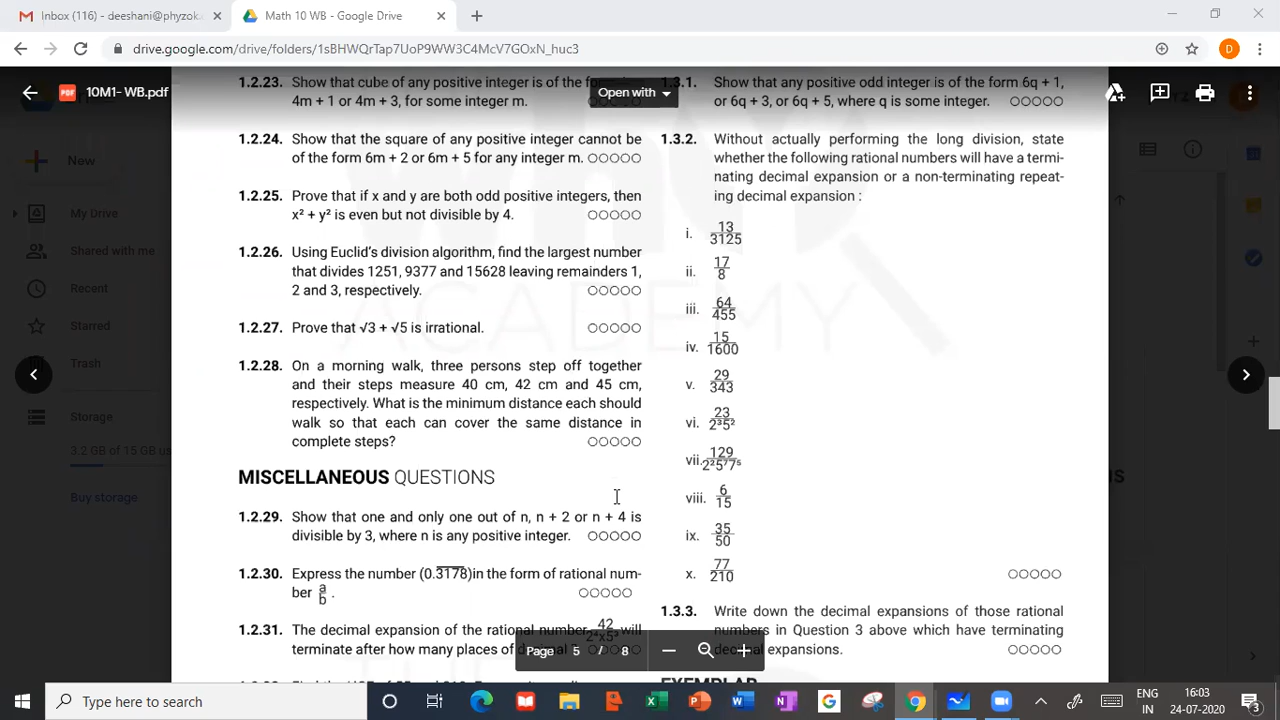 Inbox (116) - deeshani@phyzokx
Math 10 WB - Google Drive
drive.google.com/drive/folders/1sBHWQrTap7UoP9WW3C4McV7GOxN_huc3
D
10M1- WB.pdf
Open with
New
My Drive
Shared with me
Recent
Starred
Trash
Storage
3.2 GB of 15 GB us
Buy storage
ACADEMY
1.2.23. Show that cube of any positive integer is of the form
4m + 1 or 4m + 3, for some integer m.
1.2.24. Show that the square of any positive integer cannot be
of the form 6m + 2 or 6m + 5 for any integer m.
1.2.25. Prove that if x and y are both odd positive integers, then
x² + y² is even but not divisible by 4.
1.2.26. Using Euclid's division algorithm, find the largest number
that divides 1251, 9377 and 15628 leaving remainders 1,
2 and 3, respectively.
1.2.27. Prove that √3 + √5 is irrational.
1.2.28. On a morning walk, three persons step off together
and their steps measure 40 cm, 42 cm and 45 cm,
respectively. What is the minimum distance each should
walk so that each can cover the same distance in
complete steps?
MISCELLANEOUS QUESTIONS
1.2.29. Show that one and only one out of n, n + 2 or n + 4 is
divisible by 3, where n is any positive integer.
1.2.30. Express the number (0.3178) in the form of rational num-
ber a/b .
1.2.31. The decimal expansion of the rational number 42/2⁴x5³ will
terminate after how many places of
1.3.1. Show that any positive odd integer is of the form 6q + 1,
or 6q + 3, or 6q + 5, where q is some integer.
1.3.2. Without actually performing the long division, state
whether the following rational numbers will have a termi-
nating decimal expansion or a non-terminating repeat-
ing decimal expansion :
i. 13/3125
ii. 17/8
iii. 64/455
iv. 15/1600
v. 29/343
vi. 23/2³5²
vii. 129/2²5⁷7⁵
viii. 6/15
ix. 35/50
x. 77/210
1.3.3. Write down the decimal expansions of those rational
numbers in Question 3 above which have terminating
decimal expansions.
Page 5 / 8
Type here to search
ENG
IN
16:03
24-07-2020
3